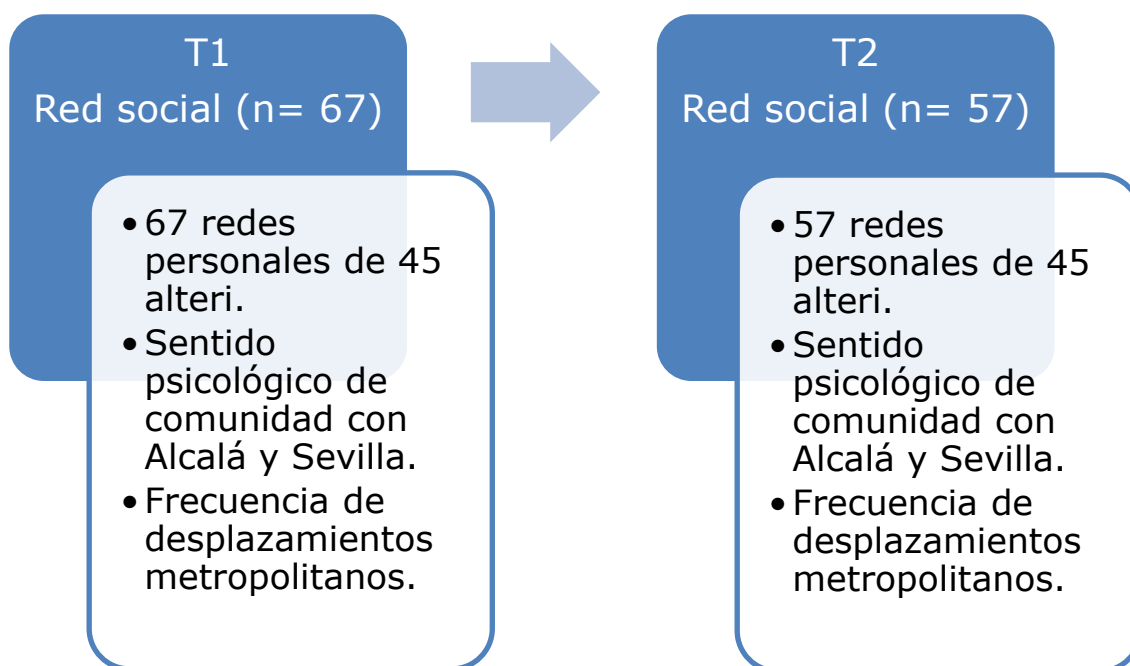 T1
Red social (n= 67)
• 67 redes
personales de 45
alteri.
• Sentido
psicológico de
comunidad con
Alcalá y Sevilla.
• Frecuencia de
desplazamientos
metropolitanos.
T2
Red social (n= 57)
• 57 redes
personales de 45
alteri.
• Sentido
psicológico de
comunidad con
Alcalá y Sevilla.
• Frecuencia de
desplazamientos
metropolitanos.